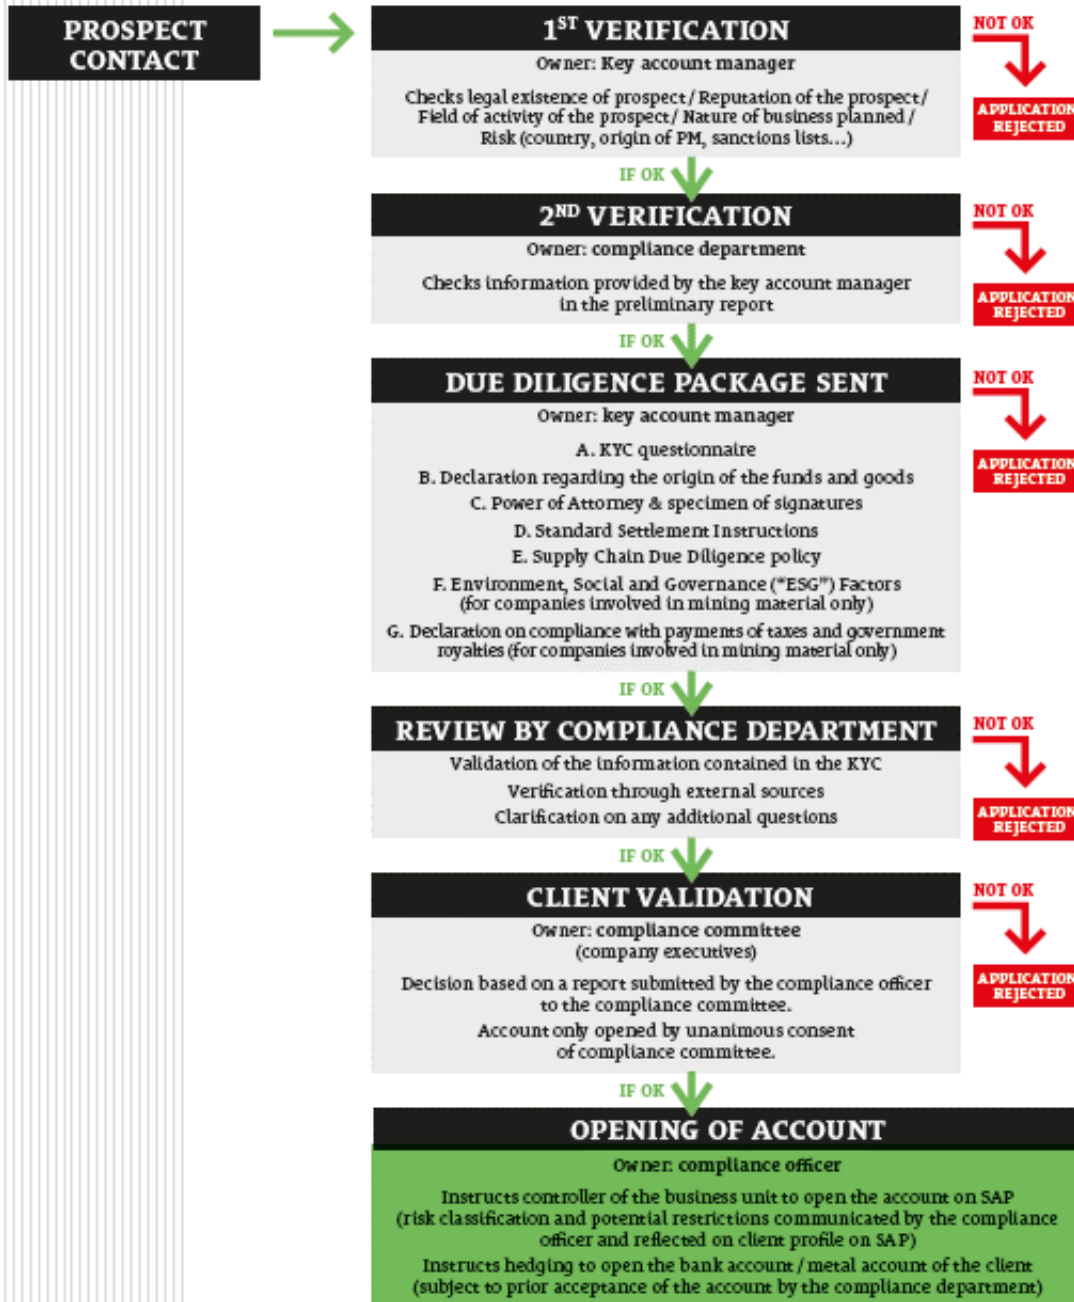 PROSPECT
CONTACT
1ST VERIFICATION
Owner: Key account manager
Checks legal existence of prospect / Reputation of the prospect /
Field of activity of the prospect / Nature of business planned /
Risk (country, origin of PM, sanctions lists...)
NOT OK
APPLICATION
REJECTED
IF OK
2ND VERIFICATION
Owner: compliance department
Checks information provided by the key account manager
in the preliminary report
NOT OK
APPLICATION
REJECTED
IF OK
DUE DILIGENCE PACKAGE SENT
Owner: key account manager
A. KYC questionnaire
B. Declaration regarding the origin of the funds and goods
C. Power of Attorney & specimen of signatures
D. Standard Settlement Instructions
E. Supply Chain Due Diligence policy
F. Environment, Social and Governance ("ESG") Factors
(for companies involved in mining material only)
G. Declaration on compliance with payments of taxes and government
royalties (for companies involved in mining material only)
NOT OK
APPLICATION
REJECTED
IF OK
REVIEW BY COMPLIANCE DEPARTMENT
Validation of the information contained in the KYC
Verification through external sources
Clarification on any additional questions
NOT OK
APPLICATION
REJECTED
IF OK
CLIENT VALIDATION
Owner: compliance committee
(company executives)
Decision based on a report submitted by the compliance officer
to the compliance committee.
Account only opened by unanimous consent
of compliance committee.
NOT OK
APPLICATION
REJECTED
IF OK
OPENING OF ACCOUNT
Owner: compliance officer
Instructs controller of the business unit to open the account on SAP
(risk classification and potential restrictions communicated by the compliance
officer and reflected on client profile on SAP)
Instructs hedging to open the bank account / metal account of the client
(subject to prior acceptance of the account by the compliance department)